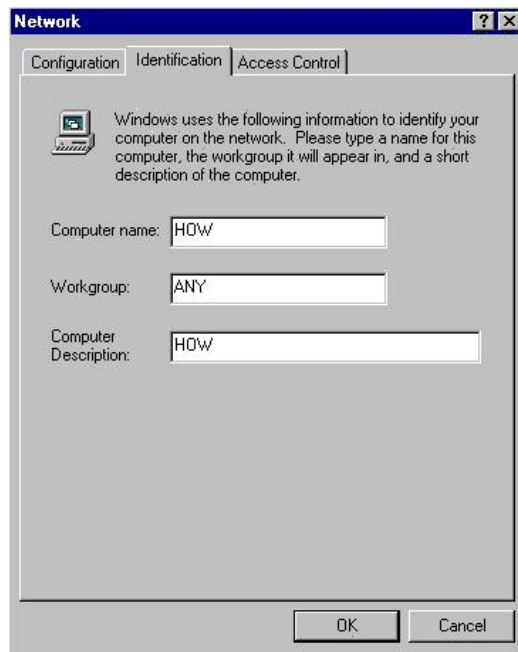 Network
Configuration Identification Access Control
Windows uses the following information to identify your
computer on the network. Please type a name for this
computer, the workgroup it will appear in, and a short
description of the computer.
Computer name: HOW
Workgroup: ANY
Computer
Description: HOW
OK Cancel